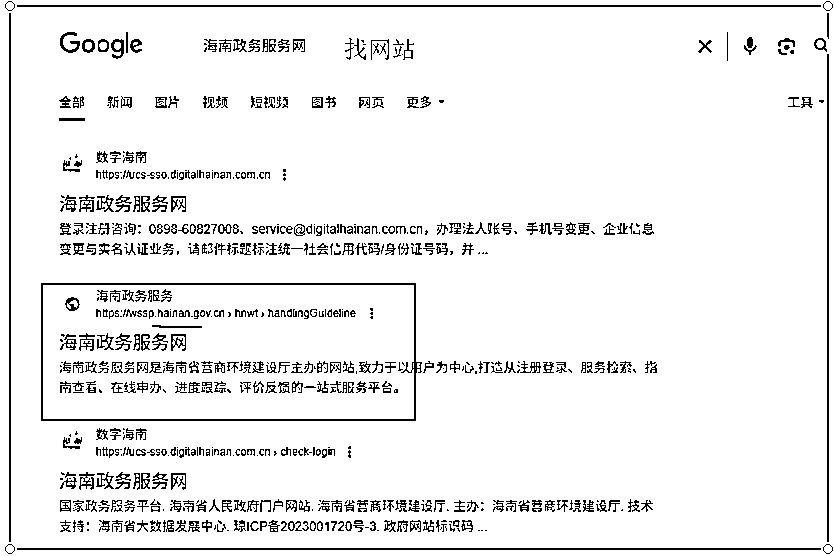 Google 海南政务服务网 找网站
全部 新闻 图片 视频 短视频 图书 网页 更多 工具
数字海南
https://ucs-sso.digitalhainan.com.cn
海南政务服务网
登录注册咨询：0898-60827008、service@digitalhainan.com.cn，办理法人账号、手机号变更、企业信息
变更与实名认证业务，请邮件标题标注统一社会信用代码/身份证号码，并 ...
海南政务服务
https://wssp.hainan.gov.cn › hnwt › handlingGuideline
海南政务服务网
海南政务服务网是海南省营商环境建设厅主办的网站,致力于以用户为中心,打造从注册登录、服务检索、指
南查看、在线申办、进度跟踪、评价反馈的一站式服务平台。
数字海南
https://ucs-sso.digitalhainan.com.cn › check-login
海南政务服务网
国家政务服务平台. 海南省人民政府门户网站. 海南省营商环境建设厅. 主办：海南省营商环境建设厅. 技术
支持：海南省大数据发展中心. 琼ICP备2023001720号-3. 政府网站标识码 ...